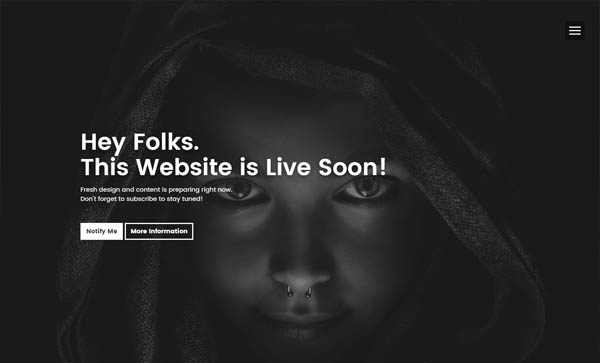 Hey Folks.
This Website is Live Soon!
Fresh design and content is preparing right now.
Don't forget to subscribe to stay tuned!
Notify Me
More Information